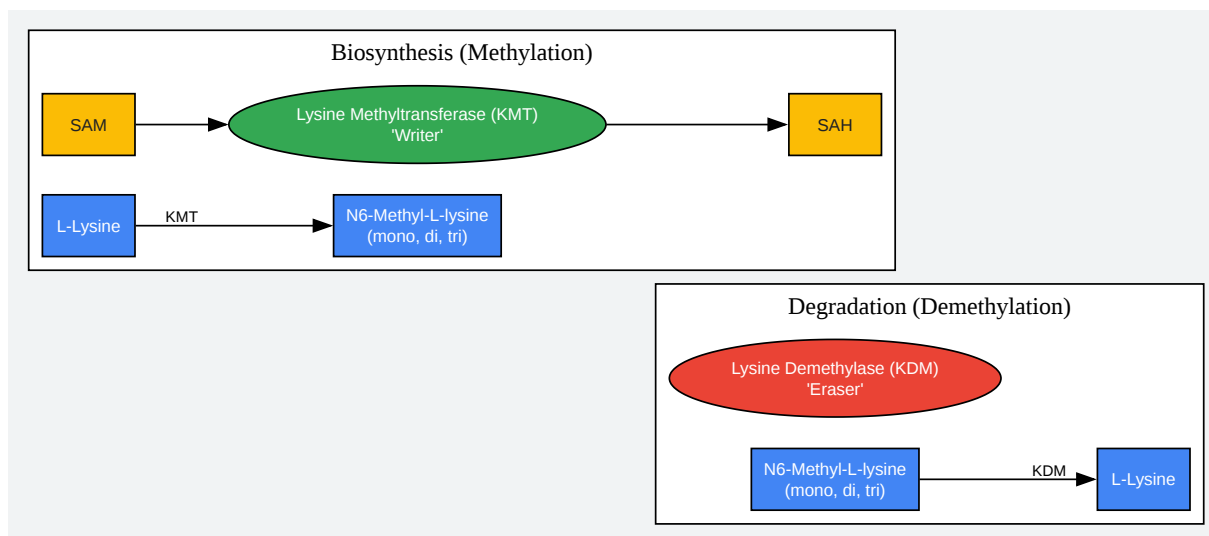 Biosynthesis (Methylation)
SAM
Lysine Methyltransferase (KMT)
'Writer'
SAH
L-Lysine
KMT
N6-Methyl-L-lysine
(mono, di, tri)
Degradation (Demethylation)
Lysine Demethylase (KDM)
'Eraser'
N6-Methyl-L-lysine
(mono, di, tri)
KDM
L-Lysine